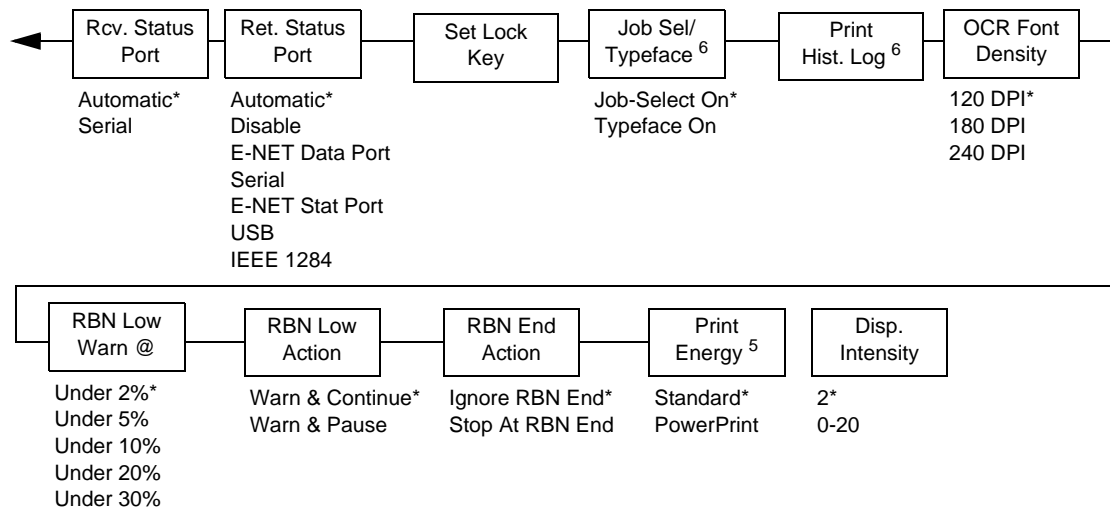 Rcv. Status
Port
Ret. Status
Port
Set Lock
Key
Job Sel/
Typeface 6
Print
Hist. Log 6
OCR Font
Density
Automatic*
Serial
Automatic*
Disable
E-NET Data Port
Serial
E-NET Stat Port
USB
IEEE 1284
Job-Select On*
Typeface On
120 DPI*
180 DPI
240 DPI
RBN Low
Warn @
RBN Low
Action
RBN End
Action
Print
Energy 5
Disp.
Intensity
Under 2%*
Under 5%
Under 10%
Under 20%
Under 30%
Warn & Continue*
Warn & Pause
Ignore RBN End*
Stop At RBN End
Standard*
PowerPrint
2*
0-20